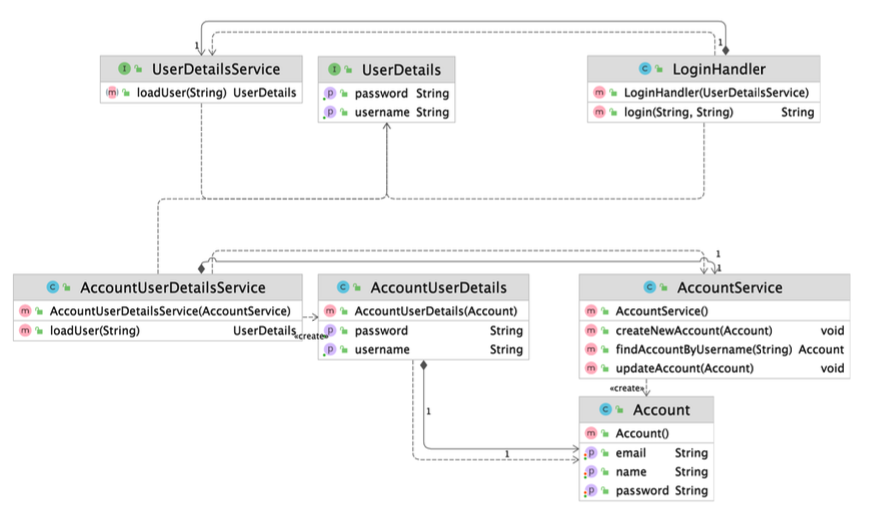 1
1
UserDetailsService
loadUser(String) UserDetails
UserDetails
password String
username String
LoginHandler
LoginHandler(UserDetailsService)
login(String, String) String
1
1
AccountUserDetailsService
AccountUserDetailsService(AccountService)
loadUser(String) UserDetails
«create»
AccountUserDetails
AccountUserDetails(Account)
password String
username String
AccountService
AccountService()
createNewAccount(Account) void
findAccountByUsername(String) Account
updateAccount(Account) void
«create»
1
1
Account
Account()
email String
name String
password String